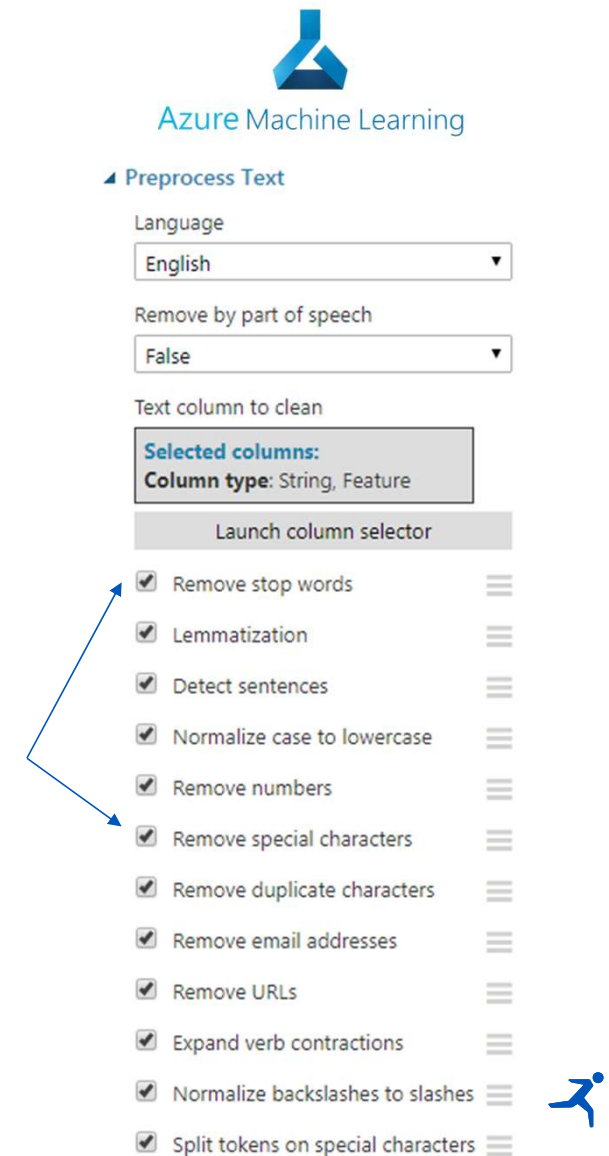 Azure Machine Learning
Preprocess Text
Language
English
Remove by part of speech
False
Text column to clean
Selected columns:
Column type: String, Feature
Launch column selector
Remove stop words
Lemmatization
Detect sentences
Normalize case to lowercase
Remove numbers
Remove special characters
Remove duplicate characters
Remove email addresses
Remove URLs
Expand verb contractions
Normalize backslashes to slashes
Split tokens on special characters